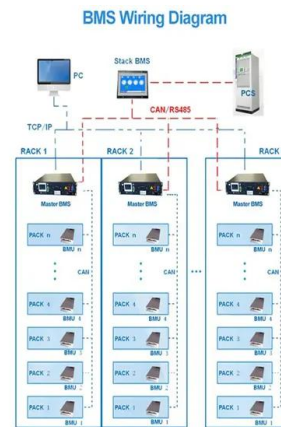 BMS Wiring Diagram
PC
Stack BMS
PCS
CAN/RS485
TCP/IP
RACK 1
RACK 2
RACK
Master BMS
Master BMS
Master BMS
PACK n
BMU n
PACK n
BMU n
PACK n
BMU n
CAN
CAN
CAN
PACK 4
BMU 4
PACK 4
BMU 4
PACK 4
BMU 4
PACK 3
BMU 3
PACK 3
BMU 3
PACK 3
BMU 3
PACK 2
BMU 2
PACK 2
BMU 2
PACK 2
BMU 2
PACK 1
BMU 1
PACK 1
BMU 1
PACK 1
BMU 1